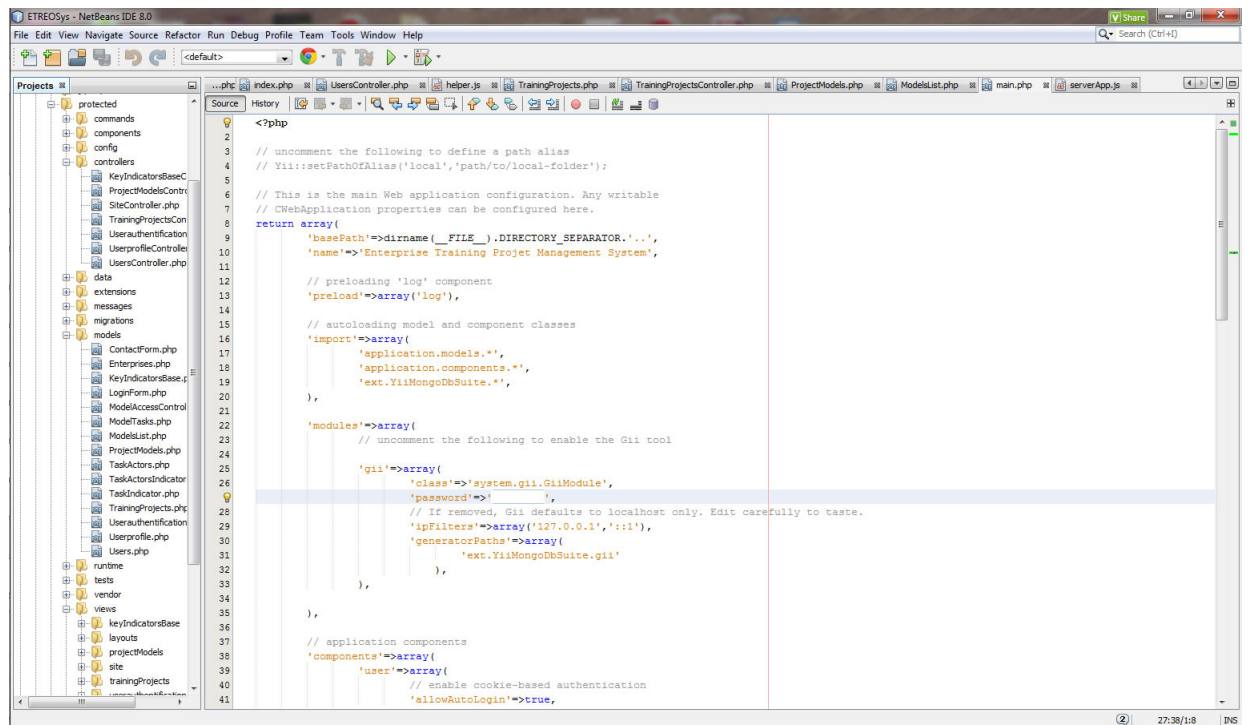 ETREOSys - NetBeans IDE 8.0
Share
File Edit View Navigate Source Refactor Run Debug Profile Team Tools Window Help
Search (Ctrl+I)
<default>
Projects
...php index.php UsersController.php helper.js TrainingProjects.php TrainingProjectsController.php ProjectModels.php ModelsList.php main.php serverApp.js
Source History
protected
commands
components
config
controllers
KeyIndicatorsBaseC
ProjectModelsContro
SiteController.php
TrainingProjectsCon
Userauthentification
UserprofileController
UsersController.php
data
extensions
messages
migrations
models
ContactForm.php
Enterprises.php
KeyIndicatorsBase.p
LoginForm.php
ModelAccessControl
ModelTasks.php
ModelsList.php
ProjectModels.php
TaskActors.php
TaskActorsIndicator
TaskIndicator.php
TrainingProjects.php
Userauthentification
Userprofile.php
Users.php
runtime
tests
vendor
views
keyIndicatorsBase
layouts
projectModels
site
trainingProjects
userauthentification
<?php
2
3 // uncomment the following to define a path alias
4 // Yii::setPathOfAlias('local','path/to/local-folder');
5
6 // This is the main Web application configuration. Any writable
7 // CWebApplication properties can be configured here.
8 return array(
9 'basePath'=>dirname(__FILE__).DIRECTORY_SEPARATOR.'..',
10 'name'=>'Enterprise Training Projet Management System',
11
12 // preloading 'log' component
13 'preload'=>array('log'),
14
15 // autoloading model and component classes
16 'import'=>array(
17 'application.models.*',
18 'application.components.*',
19 'ext.YiiMongoDbSuite.*',
20 ),
21
22 'modules'=>array(
23 // uncomment the following to enable the Gii tool
24
25 'gii'=>array(
26 'class'=>'system.gii.GiiModule',
'password'=>' ',
28 // If removed, Gii defaults to localhost only. Edit carefully to taste.
29 'ipFilters'=>array('127.0.0.1','::1'),
30 'generatorPaths'=>array(
31 'ext.YiiMongoDbSuite.gii'
32 ),
33 ),
34
35 ),
36
37 // application components
38 'components'=>array(
39 'user'=>array(
40 // enable cookie-based authentication
41 'allowAutoLogin'=>true,
2 27:38/1:8 INS